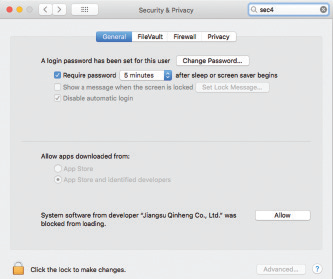 Security & Privacy
sec4
General FileVault Firewall Privacy
A login password has been set for this user Change Password...
Require password 5 minutes after sleep or screen saver begins
Show a message when the screen is locked Set Lock Message...
Disable automatic login
Allow apps downloaded from:
App Store
App Store and identified developers
System software from developer "Jiangsu Qinheng Co., Ltd." was Allow
blocked from loading.
Click the lock to make changes. Advanced... ?